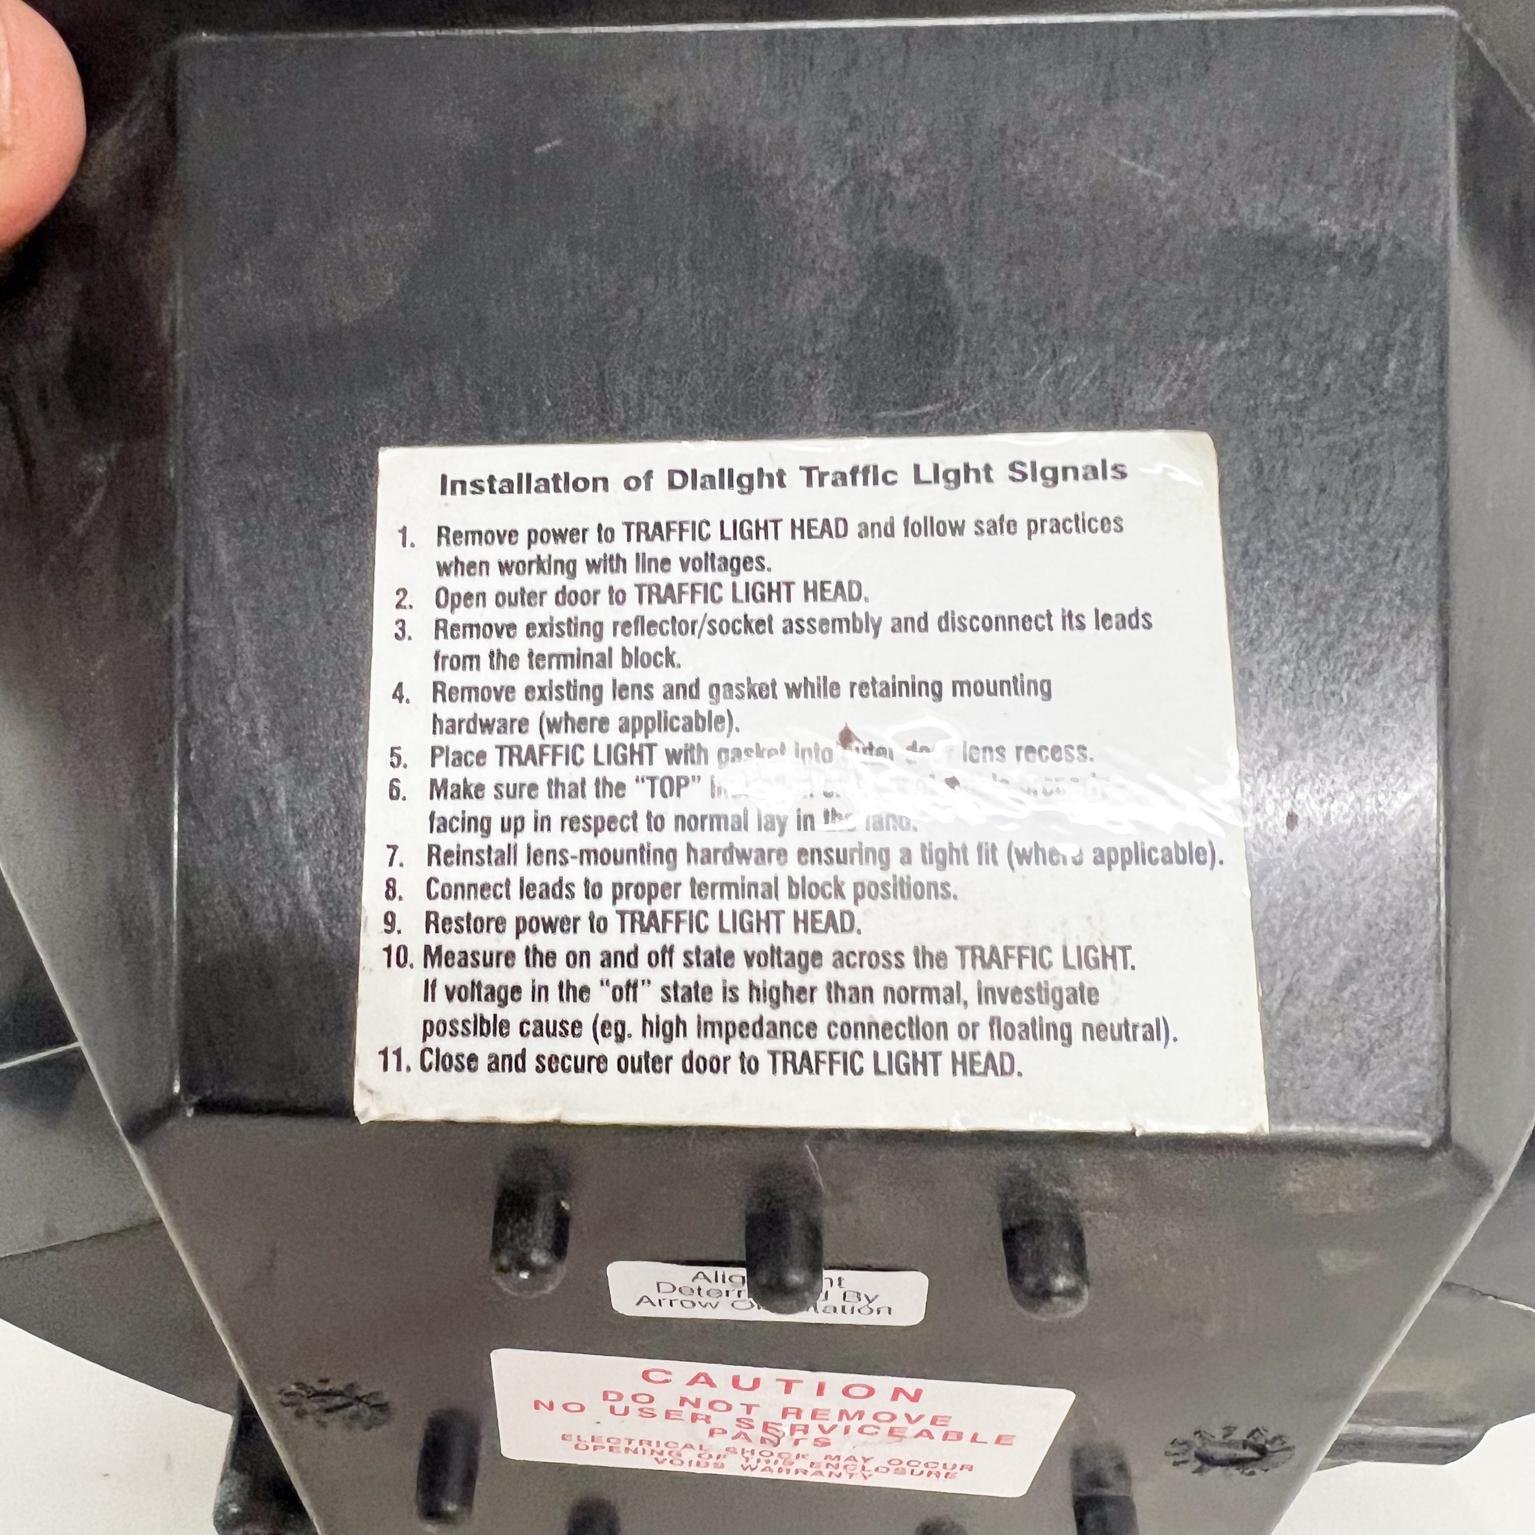 Installation of Dialight Traffic Light Signals
1. Remove power to TRAFFIC LIGHT HEAD and follow safe practices
when working with line voltages.
2. Open outer door to TRAFFIC LIGHT HEAD.
3. Remove existing reflector/socket assembly and disconnect its leads
from the terminal block.
4. Remove existing lens and gasket while retaining mounting
hardware (where applicable).
5. Place TRAFFIC LIGHT with gasket into outer door lens recess.
6. Make sure that the “TOP”
facing up in respect to normal lay in the
7. Reinstall lens-mounting hardware ensuring a tight fit (where applicable).
8. Connect leads to proper terminal block positions.
9. Restore power to TRAFFIC LIGHT HEAD.
10. Measure the on and off state voltage across the TRAFFIC LIGHT.
If voltage in the “off” state is higher than normal, investigate
possible cause (eg. high impedance connection or floating neutral).
11. Close and secure outer door to TRAFFIC LIGHT HEAD.
Alignment
Determined By
Arrow Orientation
CAUTION
DO NOT REMOVE
NO USER SERVICEABLE
PARTS
ELECTRICAL SHOCK MAY OCCUR
OPENING OF THIS ENCLOSURE
VOIDS WARRANTY